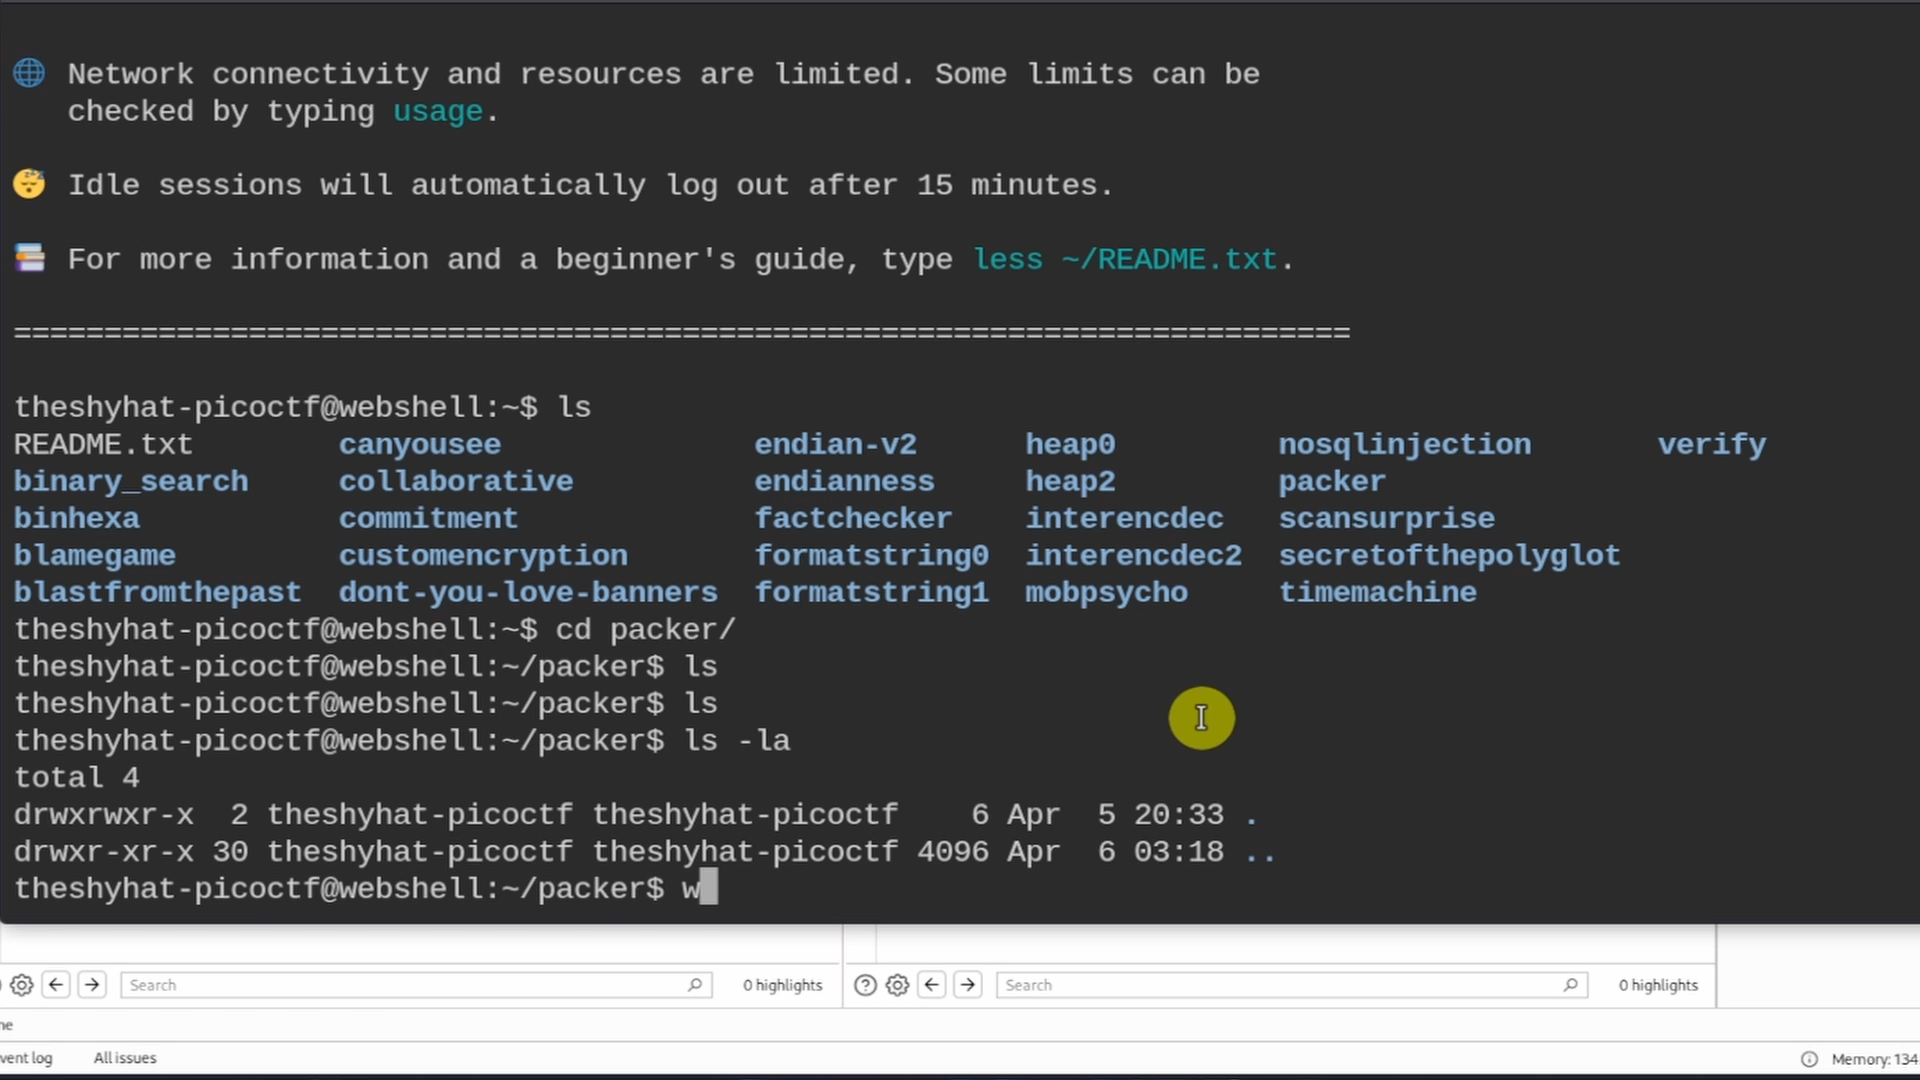 Network connectivity and resources are limited. Some limits can be
checked by typing usage.
Idle sessions will automatically log out after 15 minutes.
For more information and a beginner's guide, type less ~/README.txt.
==========================================================================
theshyhat-picoctf@webshell:~$ ls
README.txt canyousee endian-v2 heap0 nosqlinjection verify
binary_search collaborative endianness heap2 packer
binhexa commitment factchecker interencdec scansurprise
blamegame customencryption formatstring0 interencdec2 secretofthepolyglot
blastfromthepast dont-you-love-banners formatstring1 mobpsycho timemachine
theshyhat-picoctf@webshell:~$ cd packer/
theshyhat-picoctf@webshell:~/packer$ ls
theshyhat-picoctf@webshell:~/packer$ ls
theshyhat-picoctf@webshell:~/packer$ ls -la
total 4
drwxrwxr-x 2 theshyhat-picoctf theshyhat-picoctf 6 Apr 5 20:33 .
drwxr-xr-x 30 theshyhat-picoctf theshyhat-picoctf 4096 Apr 6 03:18 ..
theshyhat-picoctf@webshell:~/packer$ w
Search 0 highlights Search 0 highlights
ne
vent log All issues Memory: 134